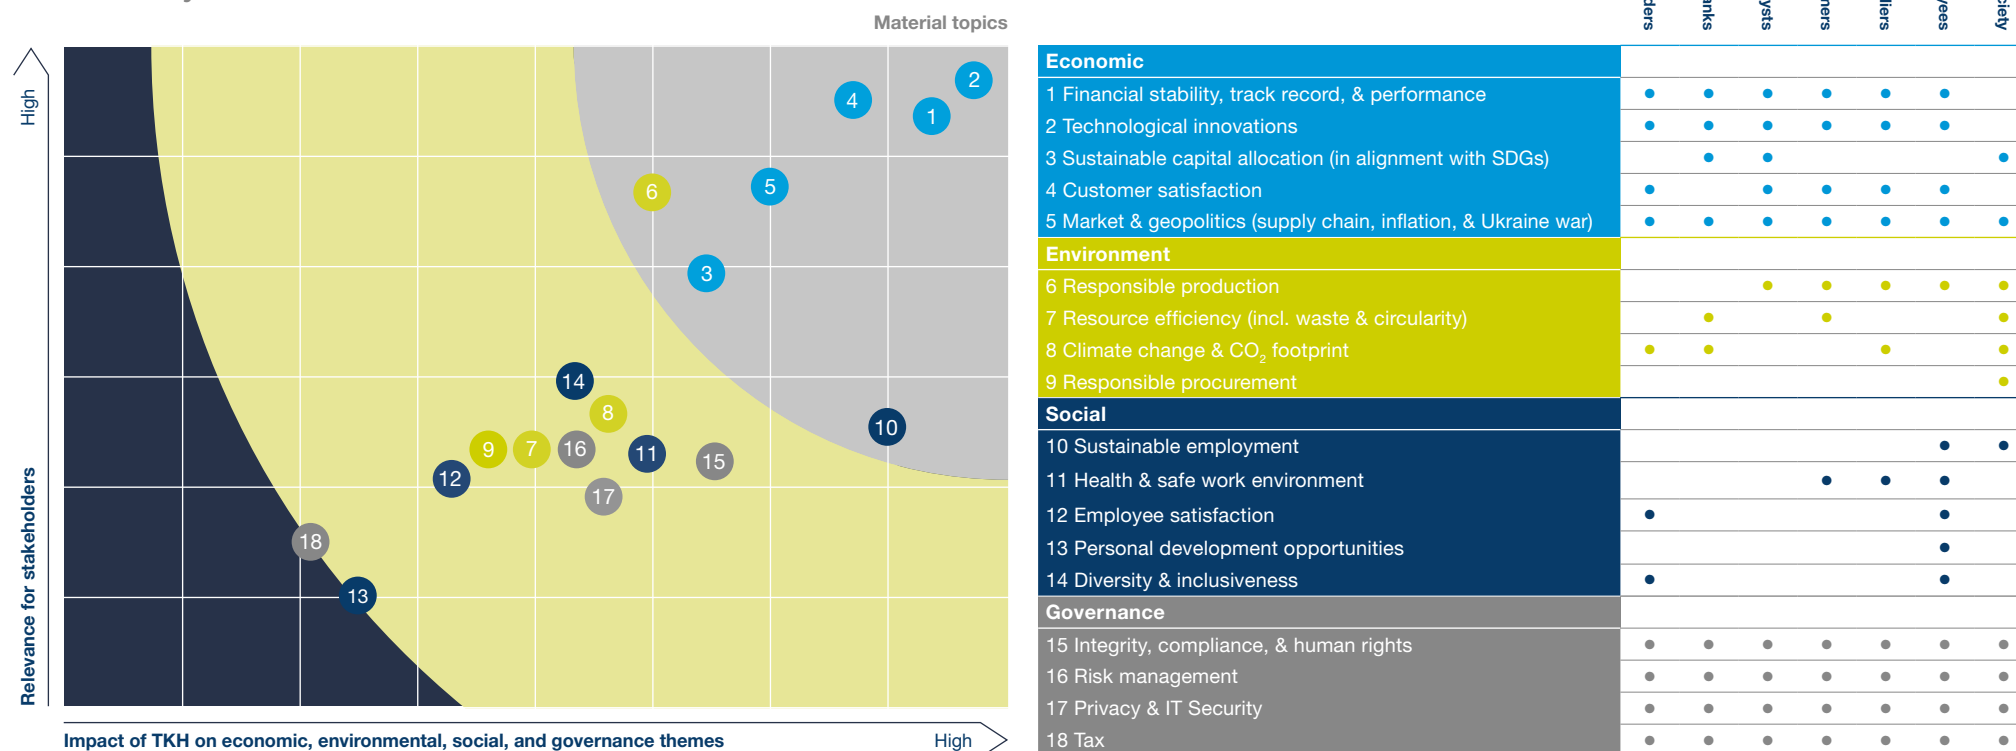 Material topics
High
Relevance for stakeholders
2
4
1
6
5
3
14
8
10
9
7
16
11
15
12
17
18
13
Impact of TKH on economic, environmental, social, and governance themes
High
Economic
1 Financial stability, track record, & performance
2 Technological innovations
3 Sustainable capital allocation (in alignment with SDGs)
4 Customer satisfaction
5 Market & geopolitics (supply chain, inflation, & Ukraine war)
Environment
6 Responsible production
7 Resource efficiency (incl. waste & circularity)
8 Climate change & CO₂ footprint
9 Responsible procurement
Social
10 Sustainable employment
11 Health & safe work environment
12 Employee satisfaction
13 Personal development opportunities
14 Diversity & inclusiveness
Governance
15 Integrity, compliance, & human rights
16 Risk management
17 Privacy & IT Security
18 Tax